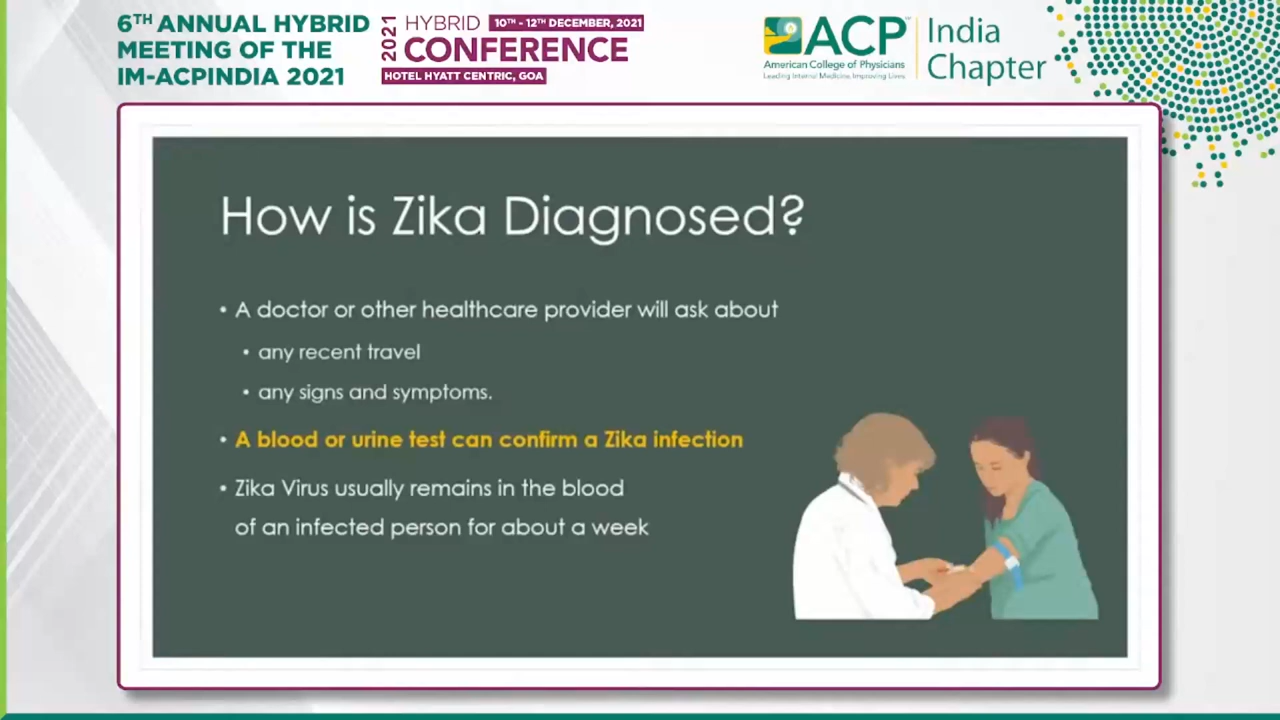 6TH ANNUAL HYBRID
MEETING OF THE
IM-ACPINDIA 2021
2021
HYBRID 10TH - 12TH DECEMBER, 2021
CONFERENCE
HOTEL HYATT CENTRIC, GOA
ACP
American College of Physicians
Leading Internal Medicine, Improving Lives
India
Chapter
How is Zika Diagnosed?
• A doctor or other healthcare provider will ask about
• any recent travel
• any signs and symptoms.
• A blood or urine test can confirm a Zika infection
• Zika Virus usually remains in the blood
of an infected person for about a week